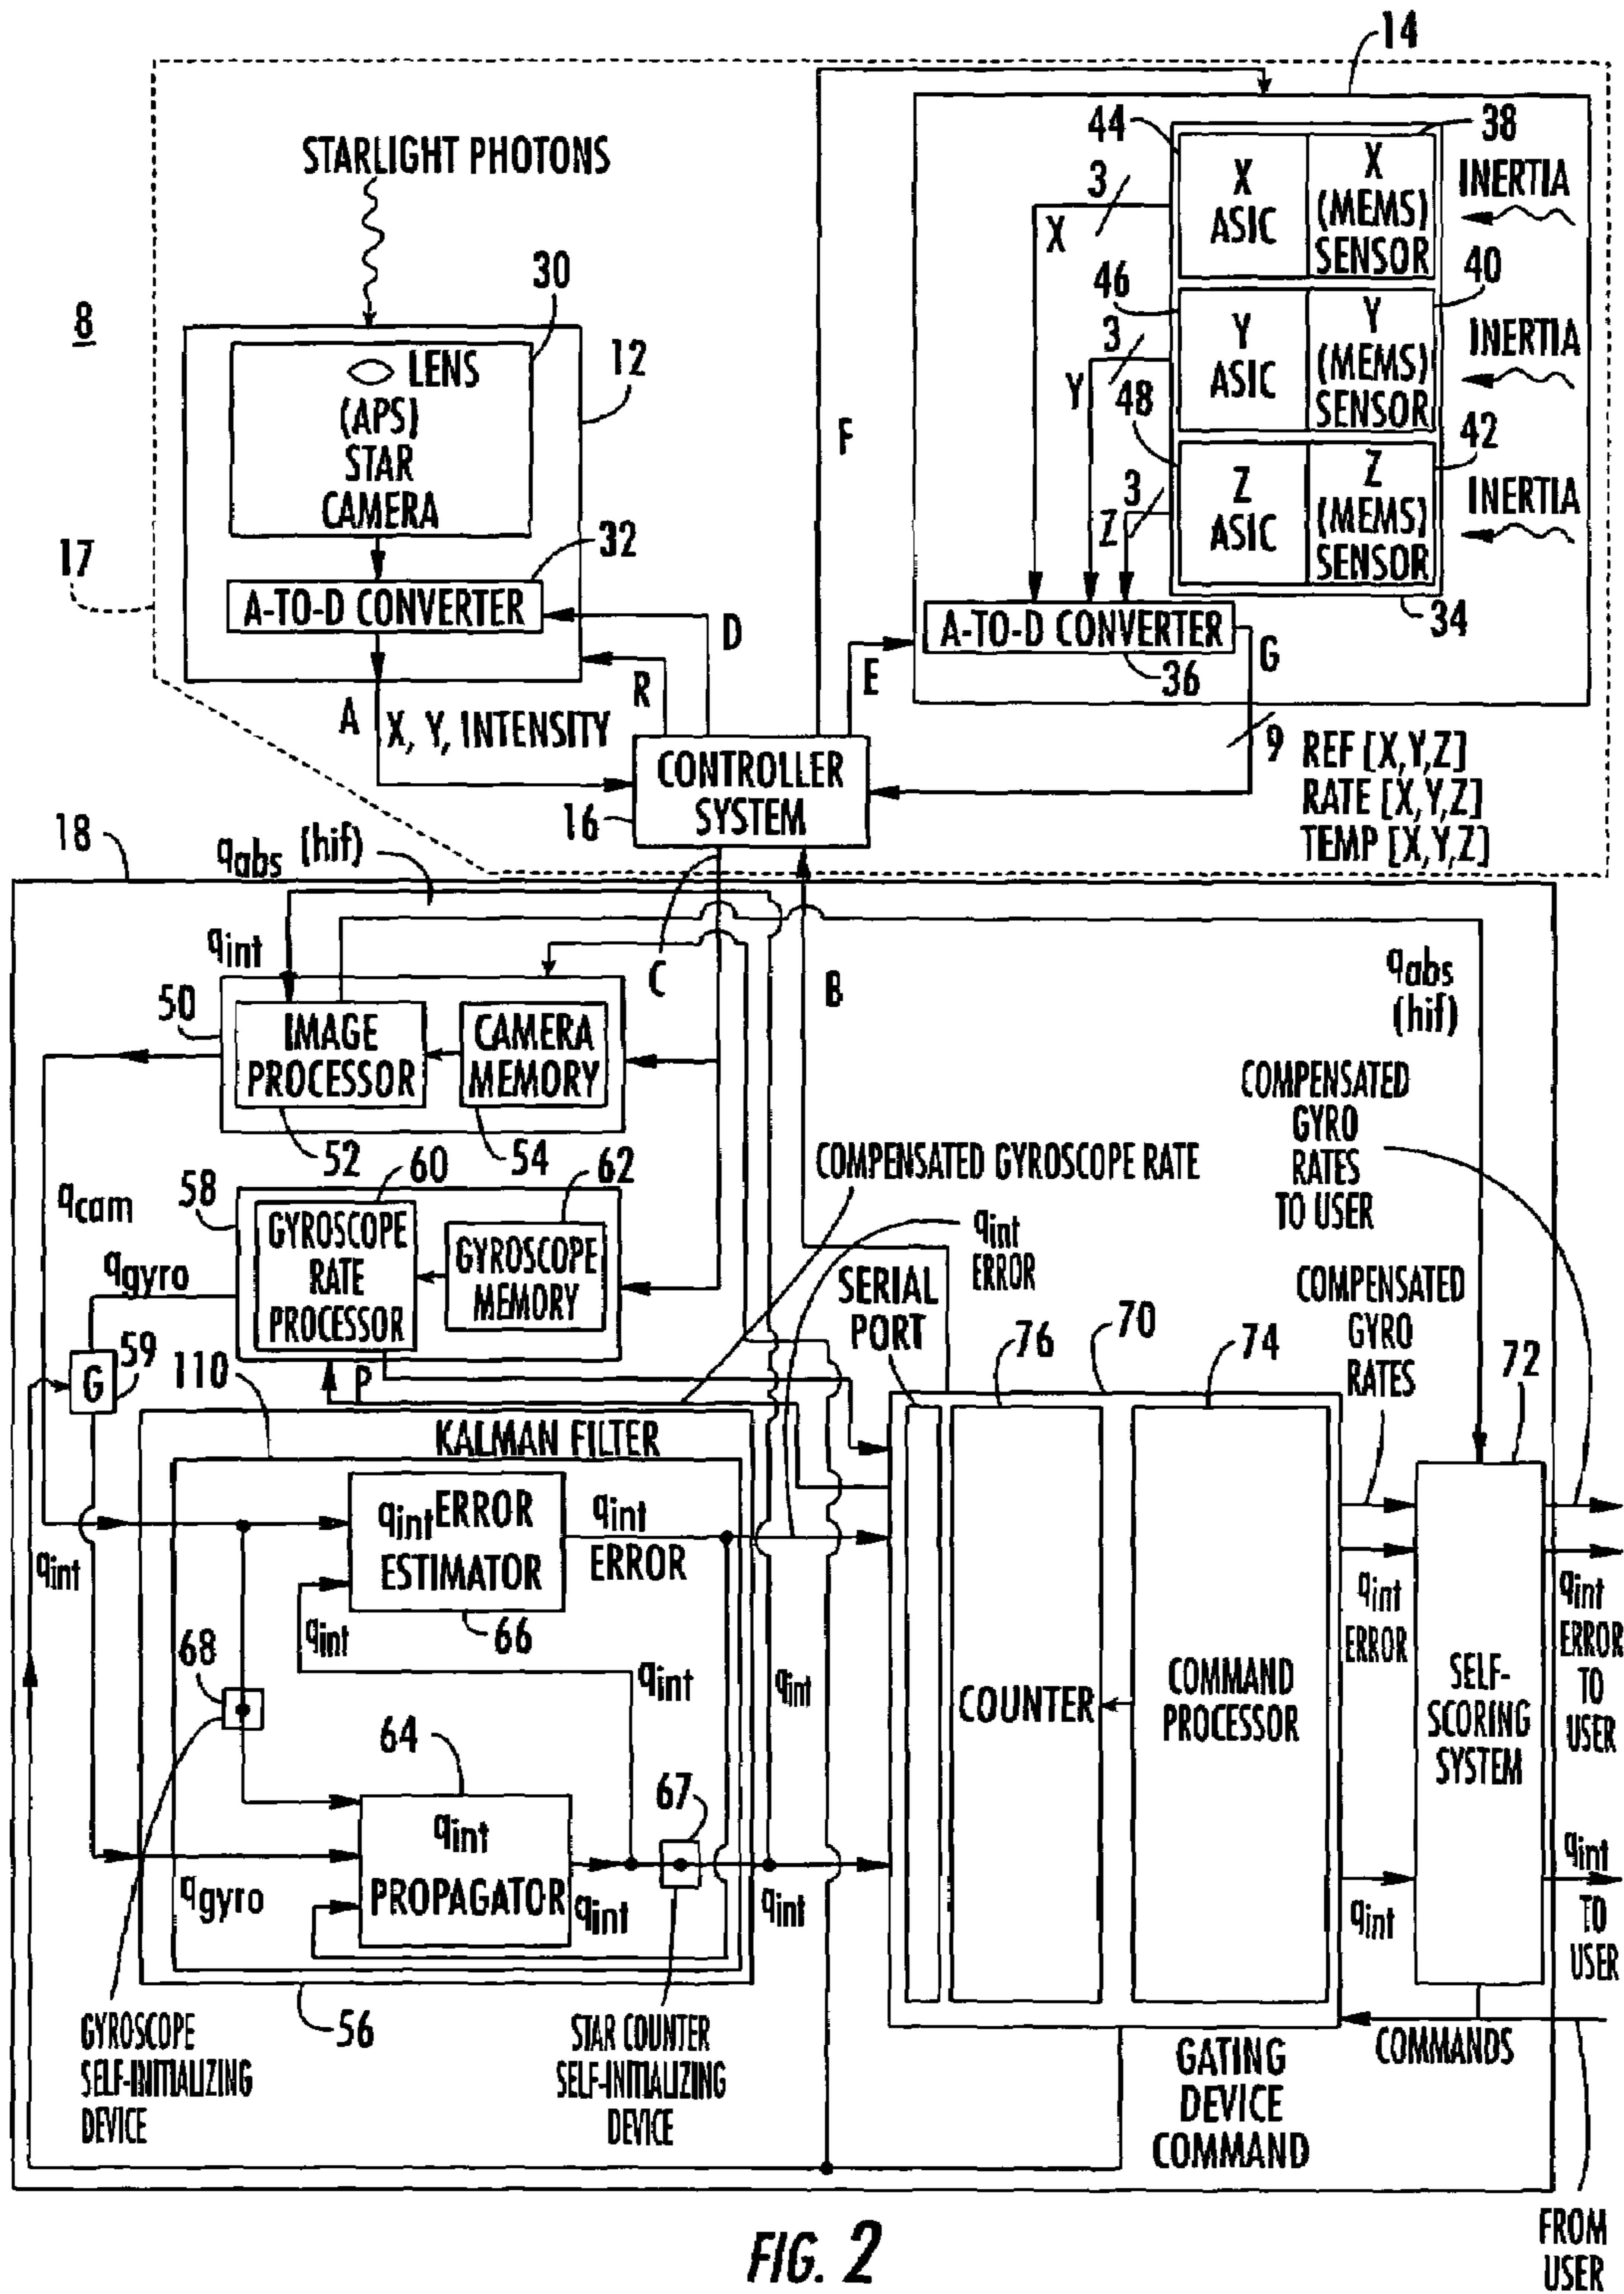 14
STARLIGHT PHOTONS
44
38
X
ASIC
X
(MEMS)
SENSOR
INERTIA
3
X
30
8
LENS
(APS)
STAR
CAMERA
12
46
40
Y
ASIC
Y
(MEMS)
SENSOR
INERTIA
3
Y
48
42
F
Z
ASIC
Z
(MEMS)
SENSOR
INERTIA
3
Z
17
32
A-TO-D CONVERTER
D
34
A-TO-D CONVERTER
36
G
E
R
A
X, Y, INTENSITY
CONTROLLER
SYSTEM
16
9
REF [X,Y,Z]
RATE [X,Y,Z]
TEMP [X,Y,Z]
18
qabs (hif)
qint
C
B
qabs
(hif)
50
IMAGE
PROCESSOR
CAMERA
MEMORY
52
54
COMPENSATED
GYRO
RATES
TO USER
COMPENSATED GYROSCOPE RATE
60
62
58
qcam
GYROSCOPE
RATE
PROCESSOR
GYROSCOPE
MEMORY
qgyro
qint
ERROR
SERIAL
PORT
COMPENSATED
GYRO
RATES
59
G
110
P
76
70
74
72
KALMAN FILTER
qint ERROR
ESTIMATOR
qint
ERROR
66
qint
qint
68
qint
qint
COUNTER
COMMAND
PROCESSOR
qint
ERROR
SELF-
SCORING
SYSTEM
qint
ERROR
TO
USER
64
67
qint
PROPAGATOR
qgyro
qint
qint
qint
qint
TO
USER
56
GYROSCOPE
SELF-INITIALIZING
DEVICE
STAR COUNTER
SELF-INITIALIZING
DEVICE
COMMANDS
GATING
DEVICE
COMMAND
FROM
USER
FIG. 2